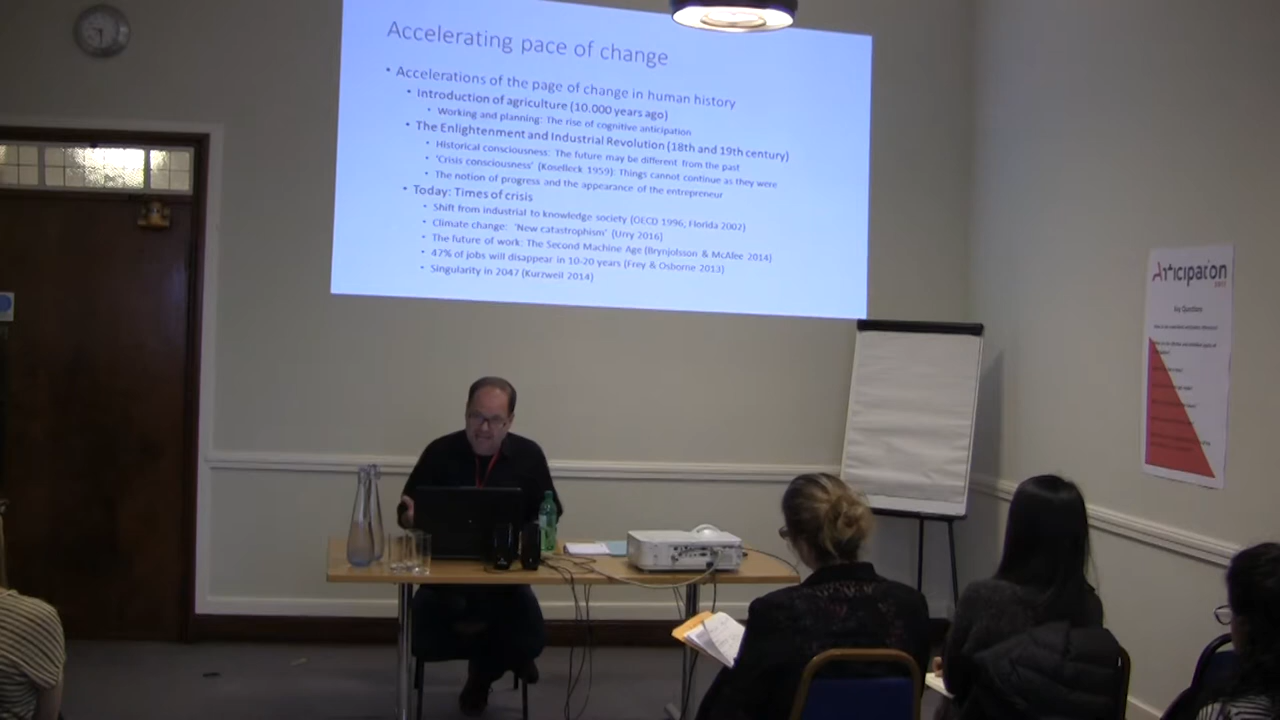 Accelerating pace of change
• Accelerations of the page of change in human history
• Introduction of agriculture (10.000 years ago)
• Working and planning: The rise of cognitive anticipation
• The Enlightenment and Industrial Revolution (18th and 19th century)
• Historical consciousness: The future may be different from the past
• 'Crisis consciousness' (Koselleck 1959): Things cannot continue as they were
• The notion of progress and the appearance of the entrepreneur
• Today: Times of crisis
• Shift from industrial to knowledge society (OECD 1996, Florida 2002)
• Climate change: 'New catastrophism' (Urry 2016)
• The future of work: The Second Machine Age (Brynjolsson & McAfee 2014)
• 47% of jobs will disappear in 10-20 years (Frey & Osborne 2013)
• Singularity in 2047 (Kurzweil 2014)
Anticipation
2017
Key Questions